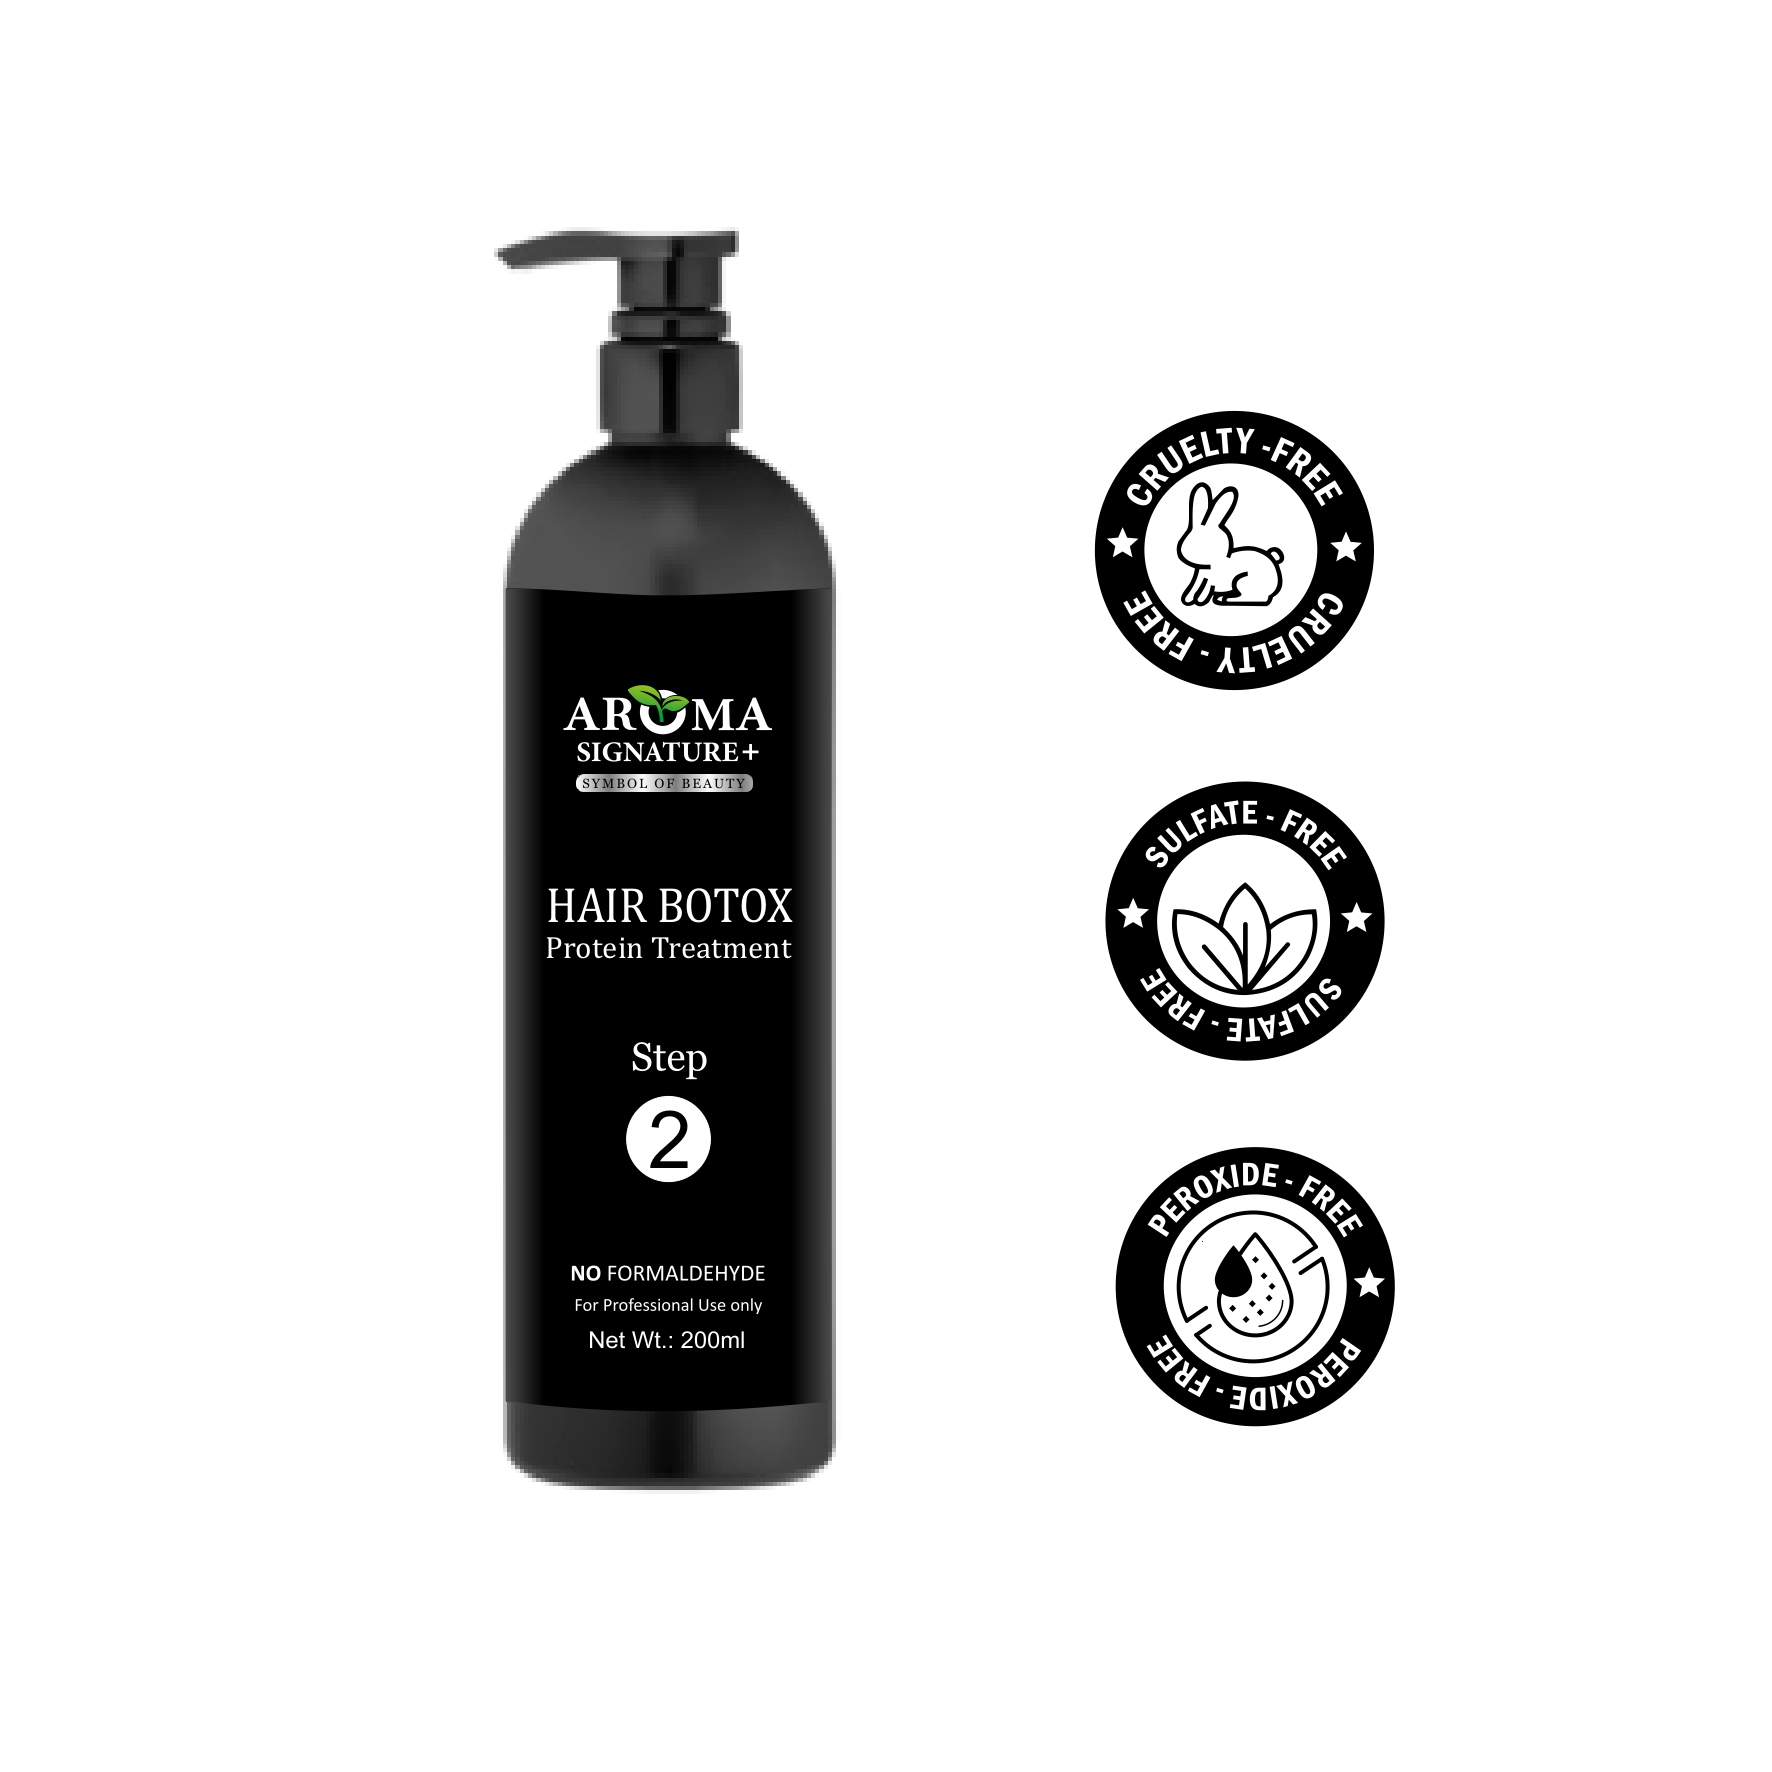 AROMA
SIGNATURE+
SYMBOL OF BEAUTY
HAIR BOTOX
Protein Treatment
Step
2
NO FORMALDEHYDE
For Professional Use only
Net Wt.: 200ml
CRUELTY -FREE
CRUELTY - FREE
SULFATE - FREE
SULFATE - FREE
PEROXIDE - FREE
PEROXIDE - FREE